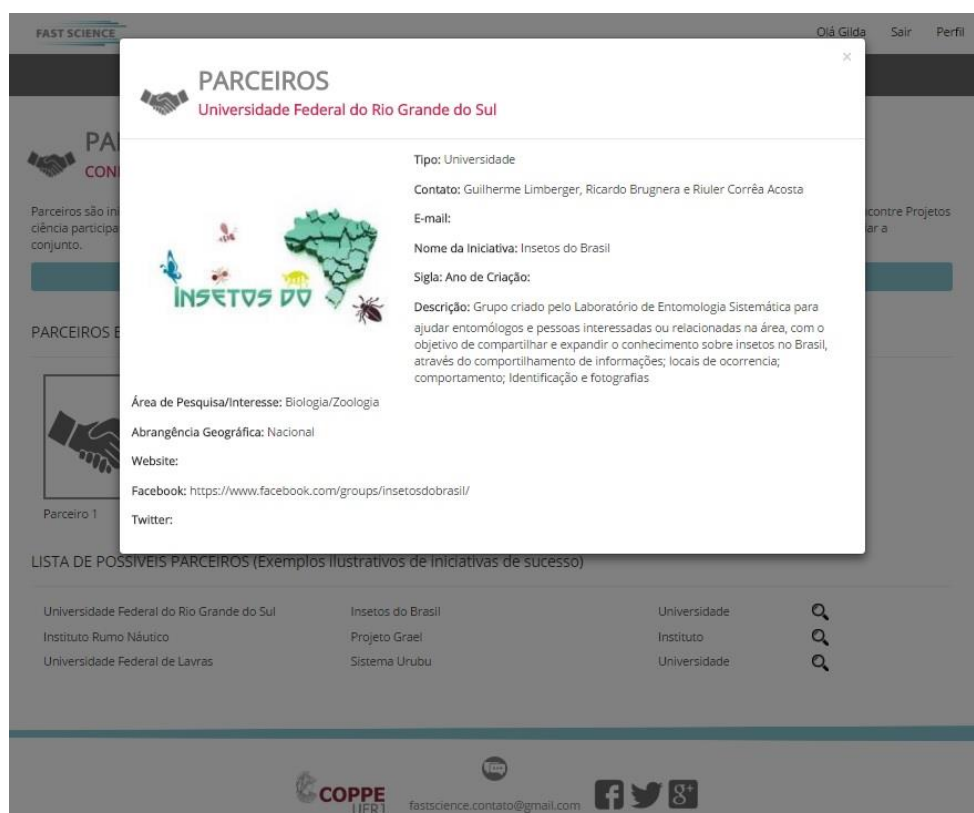 FAST SCIENCE
Olá Gilda Sair Perfil
×
PARCEIROS
Universidade Federal do Rio Grande do Sul
PA
CON
Parceiros são ini
ciência participa
conjunto.
contre Projetos
ar a
INSETOS DO
Tipo: Universidade
Contato: Guilherme Limberger, Ricardo Brugnera e Riuler Corrêa Acosta
E-mail:
Nome da Iniciativa: Insetos do Brasil
Sigla: Ano de Criação:
Descrição: Grupo criado pelo Laboratório de Entomologia Sistemática para
ajudar entomólogos e pessoas interessadas ou relacionadas na área, com o
objetivo de compartilhar e expandir o conhecimento sobre insetos no Brasil,
através do comportilhamento de informações; locais de ocorrencia;
comportamento; Identificação e fotografias
Área de Pesquisa/Interesse: Biologia/Zoologia
Abrangência Geográfica: Nacional
Website:
Facebook: https://www.facebook.com/groups/insetosdobrasil/
Twitter:
PARCEIROS E
Parceiro 1
LISTA DE POSSÍVEIS PARCEIROS (Exemplos ilustrativos de iniciativas de sucesso)
Universidade Federal do Rio Grande do Sul Insetos do Brasil Universidade
Instituto Rumo Náutico Projeto Grael Instituto
Universidade Federal de Lavras Sistema Urubu Universidade
COPPE
UFRJ
fastscience.contato@gmail.com